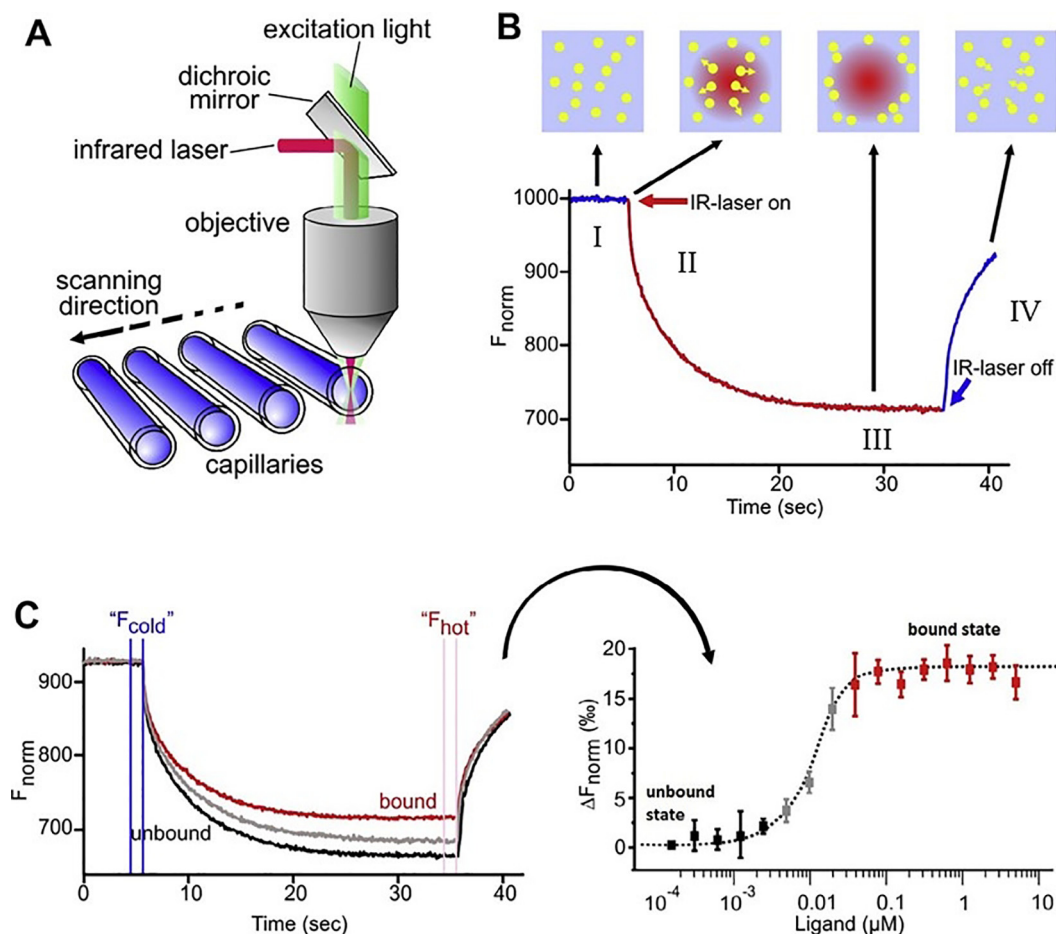 A
excitation light
dichroic
mirror
infrared laser
objective
scanning
direction
capillaries
B
1000
900
800
700
F norm
IR-laser on
I
II
III
IV
IR-laser off
0
10
20
30
40
Time (sec)
C
"F cold"
"F hot"
900
800
700
F norm
bound
unbound
0
10
20
30
40
Time (sec)
20
15
10
5
0
ΔF norm (‰)
bound state
unbound
state
10⁻⁴
10⁻³
0.01
0.1
1
10
Ligand (µM)